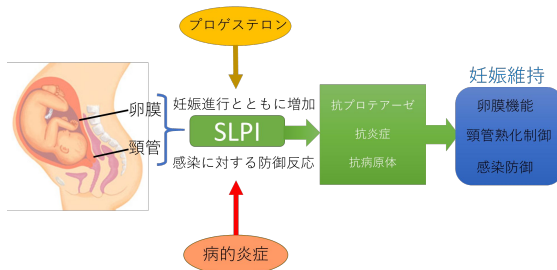 プロゲステロン
卵膜
頸管
妊娠進行とともに増加
SLPI
感染に対する防御反応
病的炎症
抗プロテアーゼ
抗炎症
抗病原体
妊娠維持
卵膜機能
頸管熟化制御
感染防御